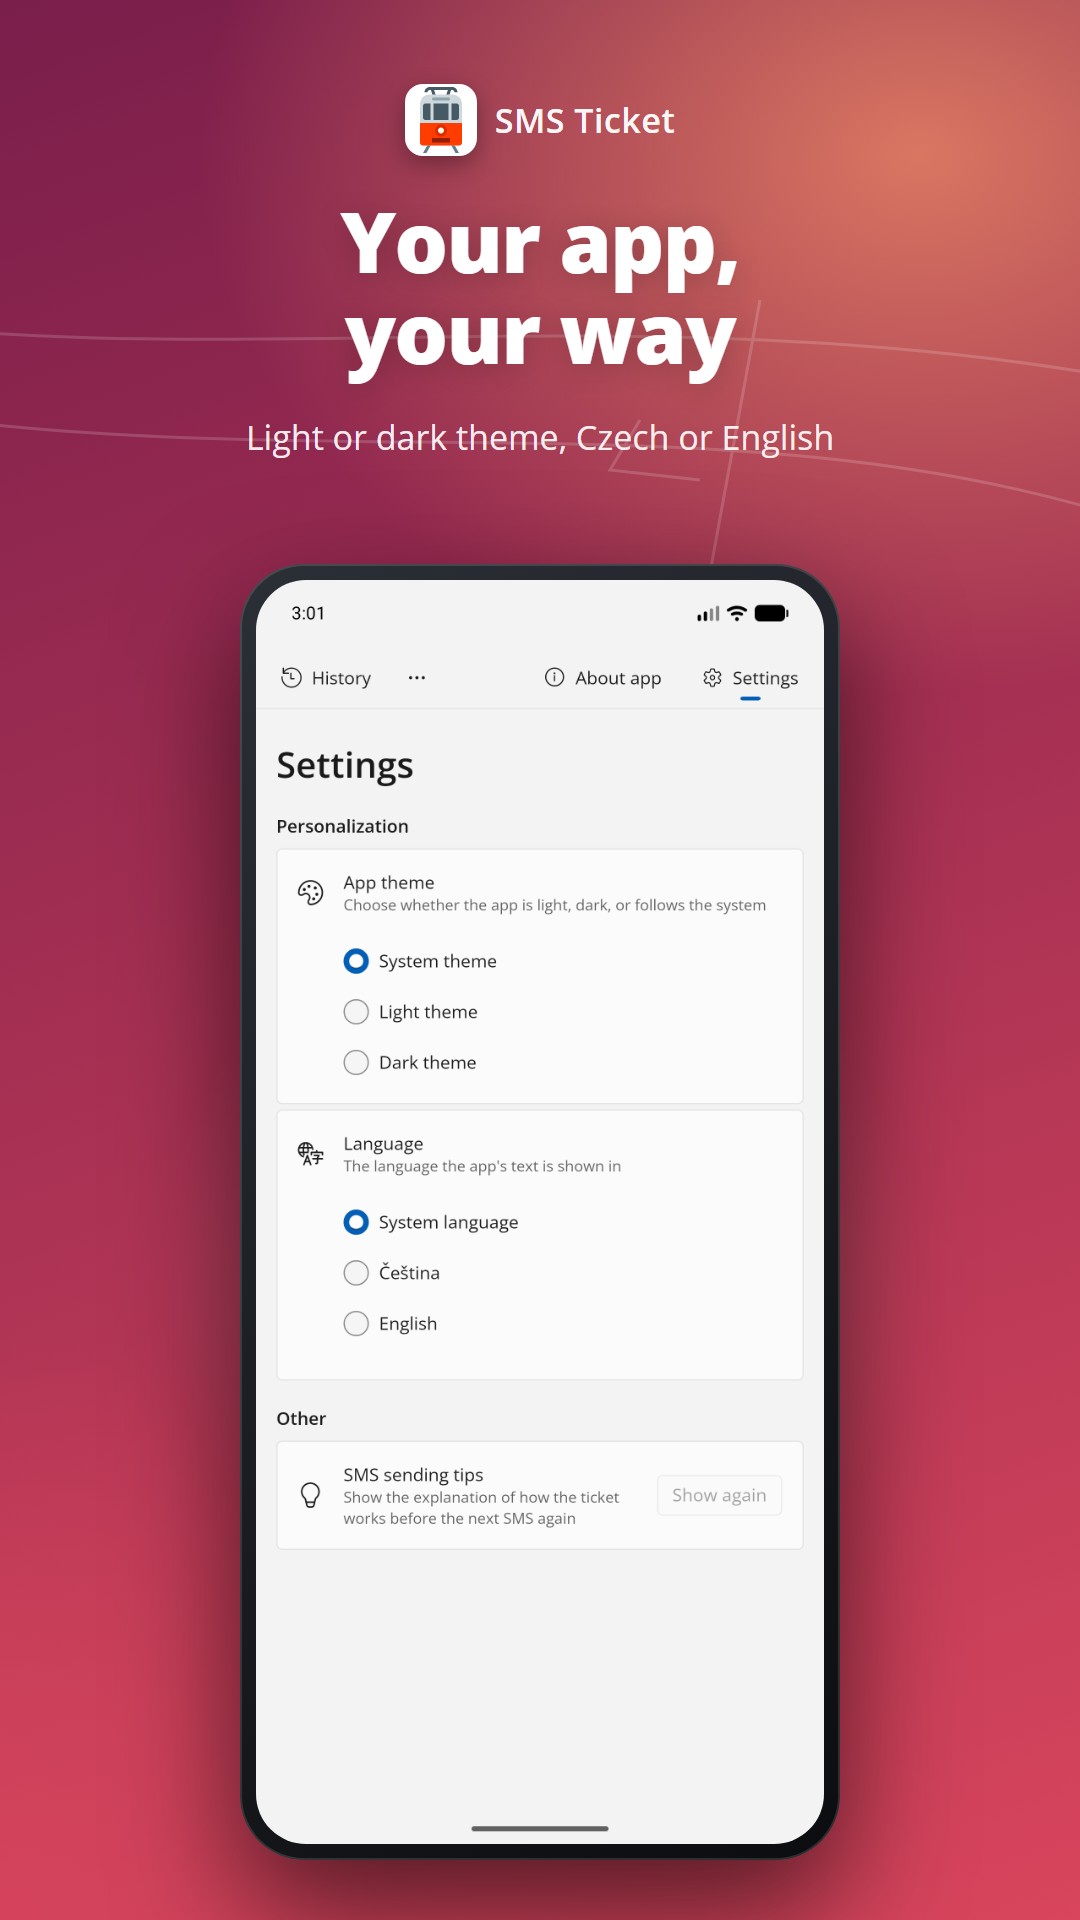 SMS Ticket
Your app,
your way
Light or dark theme, Czech or English
3:01
History
About app
Settings
Settings
Personalization
App theme
Choose whether the app is light, dark, or follows the system
System theme
Light theme
Dark theme
Language
The language the app's text is shown in
System language
Čeština
English
Other
SMS sending tips
Show the explanation of how the ticket
works before the next SMS again
Show again